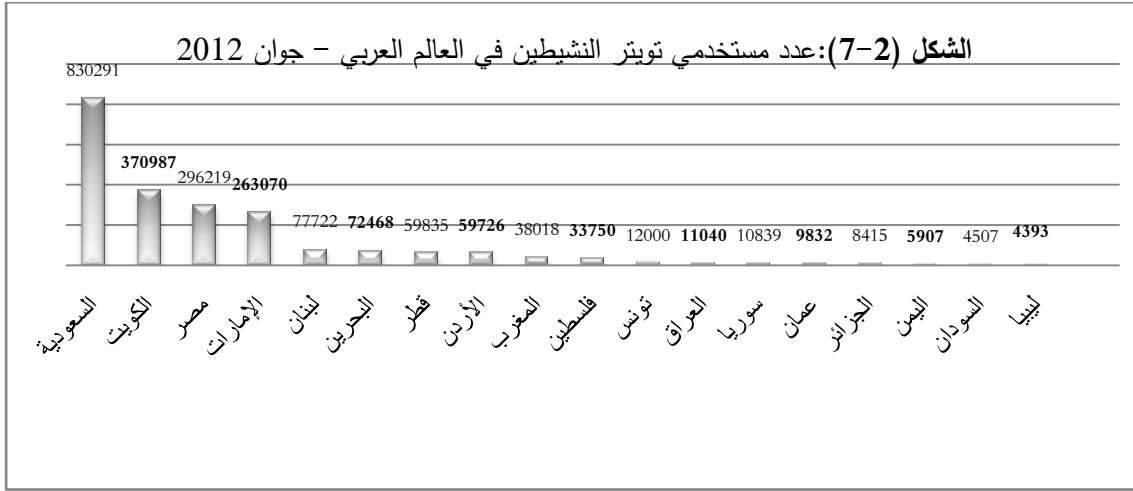 الشكل (2-7):عدد مستخدمي تويتر النشيطين في العالم العربي - جوان 2012
830291
370987
296219
263070
77722
72468
59835
59726
38018
33750
12000
11040
10839
9832
8415
5907
4507
4393
السعودية
الكويت
مصر
الإمارات
لبنان
البحرين
قطر
الأردن
المغرب
فلسطين
تونس
العراق
سوريا
عمان
الجزائر
اليمن
السودان
ليبيا